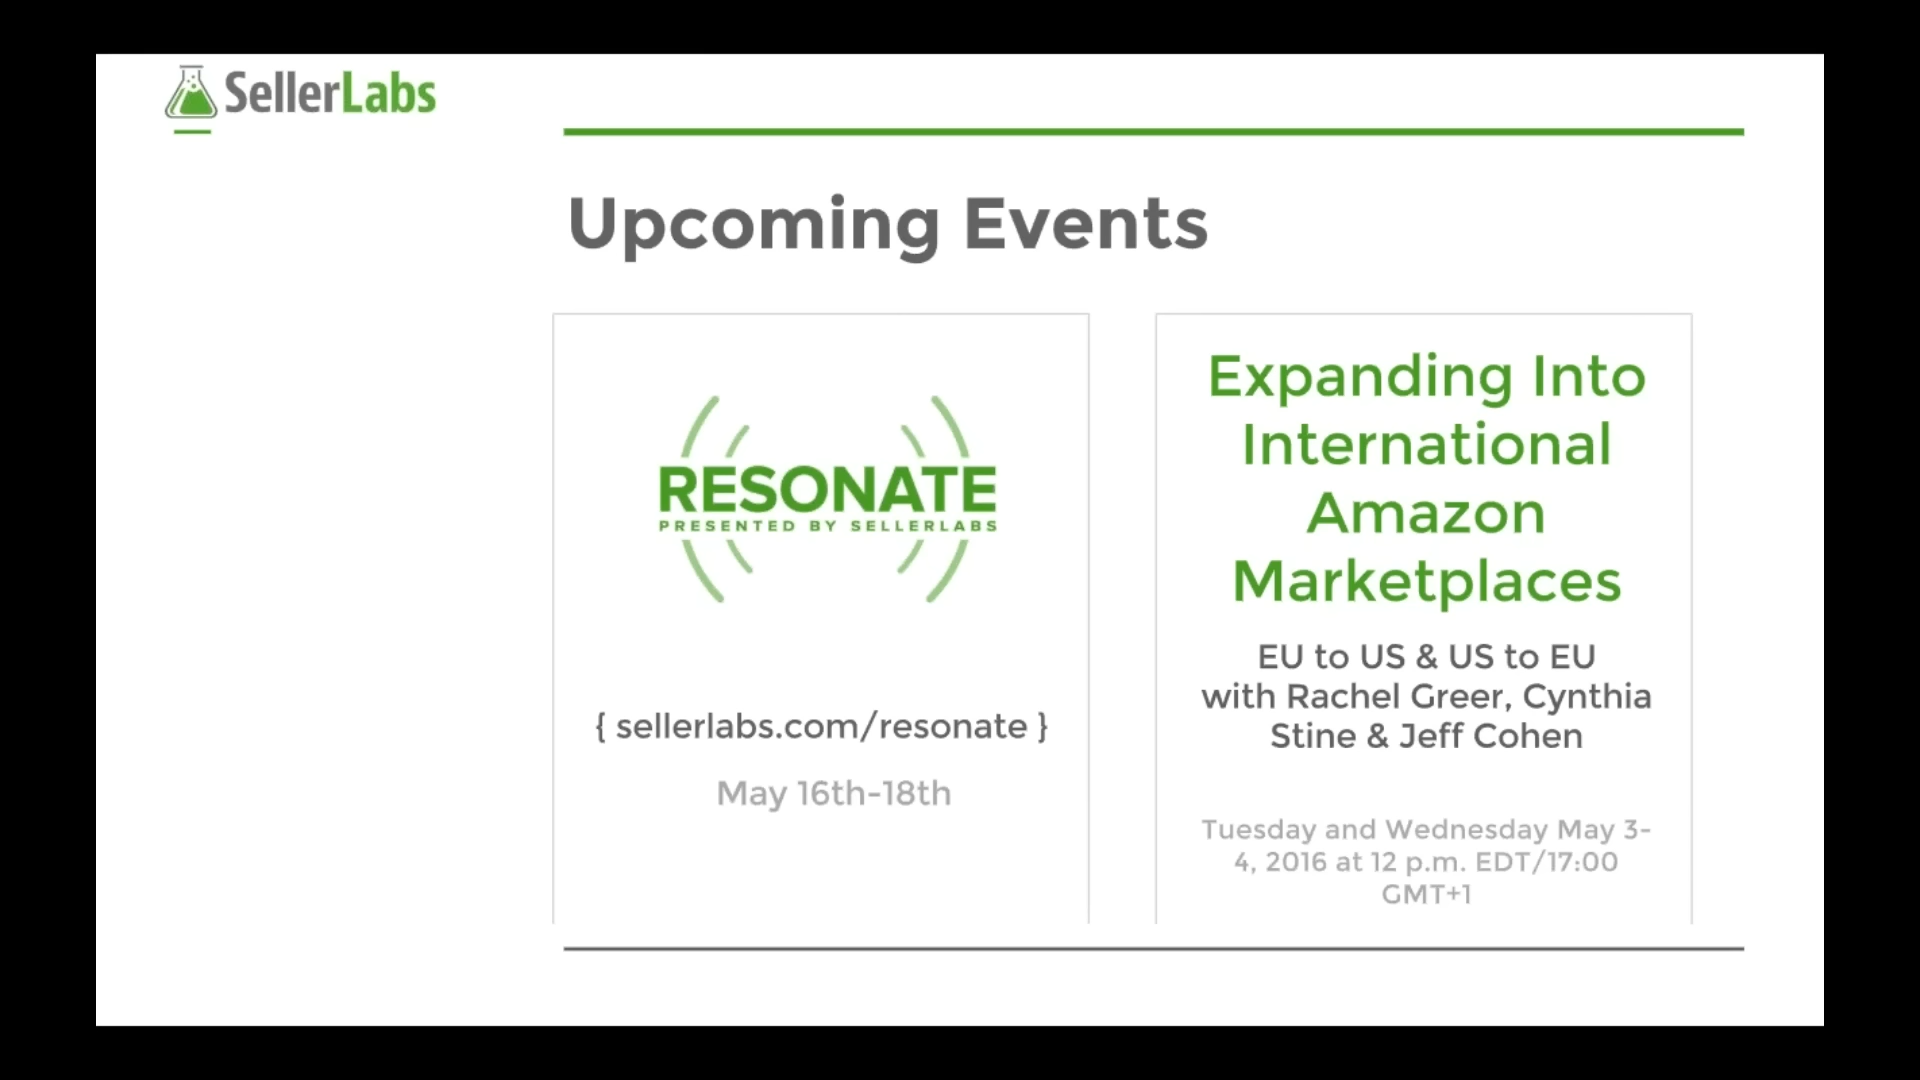 SellerLabs
Upcoming Events
RESONATE
PRESENTED BY SELLERLABS
{ sellerlabs.com/resonate }
May 16th-18th
Expanding Into
International
Amazon
Marketplaces
EU to US & US to EU
with Rachel Greer, Cynthia
Stine & Jeff Cohen
Tuesday and Wednesday May 3-
4, 2016 at 12 p.m. EDT/17:00
GMT+1